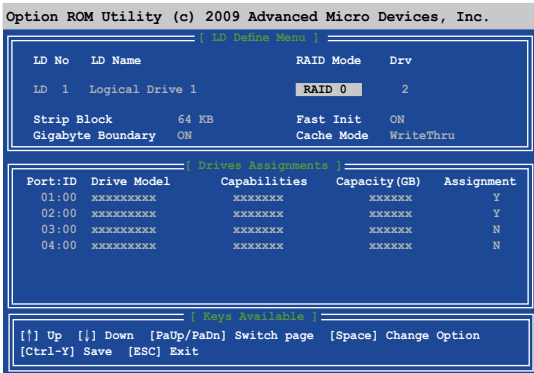 Option ROM Utility (c) 2009 Advanced Micro Devices, Inc.
[ LD Define Menu ]
LD No LD Name RAID Mode Drv
LD 1 Logical Drive 1 RAID 0 2
Strip Block 64 KB Fast Init ON
Gigabyte Boundary ON Cache Mode WriteThru
[ Drives Assignments ]
Port:ID Drive Model Capabilities Capacity(GB) Assignment
01:00 xxxxxxxxx xxxxxxx xxxxxx Y
02:00 xxxxxxxxx xxxxxxx xxxxxx Y
03:00 xxxxxxxxx xxxxxxx xxxxxx N
04:00 xxxxxxxxx xxxxxxx xxxxxx N
[ Keys Available ]
[↑] Up [↓] Down [PaUp/PaDn] Switch page [Space] Change Option
[Ctrl-Y] Save [ESC] Exit